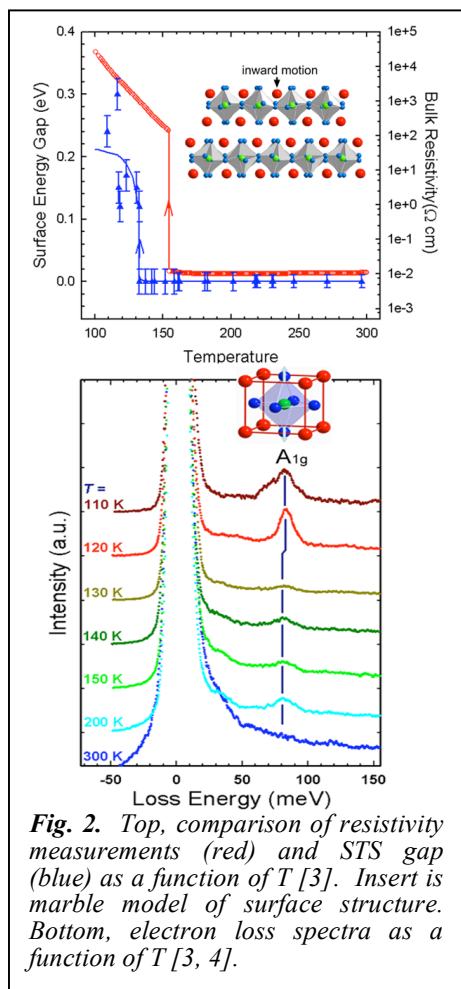 0.4
0.3
0.2
0.1
0.0
Surface Energy Gap (eV)
inward motion
1e+5
1e+4
1e+3
1e+2
1e+1
1e+0
1e-1
1e-2
1e-3
Bulk Resistivity(Ω cm)
100 150 200 250 300
Temperature
A1g
T =
110 K
120 K
130 K
140 K
150 K
200 K
300 K
Intensity (a.u.)
-50 0 50 100 150
Loss Energy (meV)
Fig. 2. Top, comparison of resistivity
measurements (red) and STS gap
(blue) as a function of T [3]. Insert is
marble model of surface structure.
Bottom, electron loss spectra as a
function of T [3, 4].